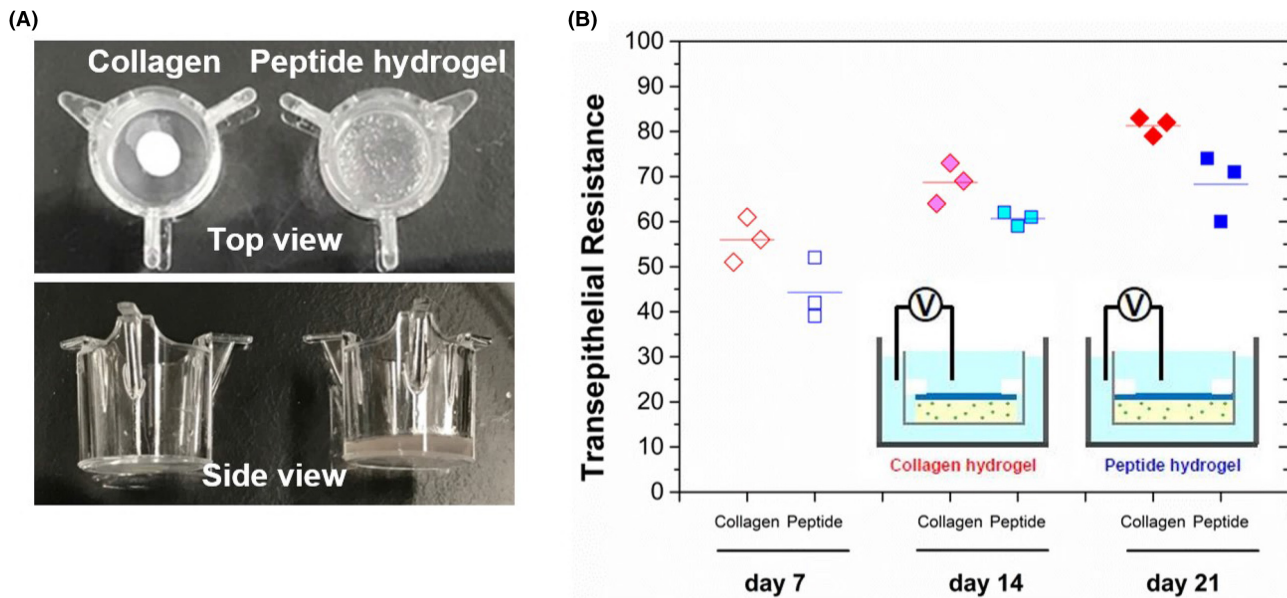 (A)
Collagen Peptide hydrogel
Top view
Side view
(B)
Transepithelial Resistance
100
90
80
70
60
50
40
30
20
10
0
V
V
Collagen hydrogel
Peptide hydrogel
Collagen Peptide
Collagen Peptide
Collagen Peptide
day 7
day 14
day 21